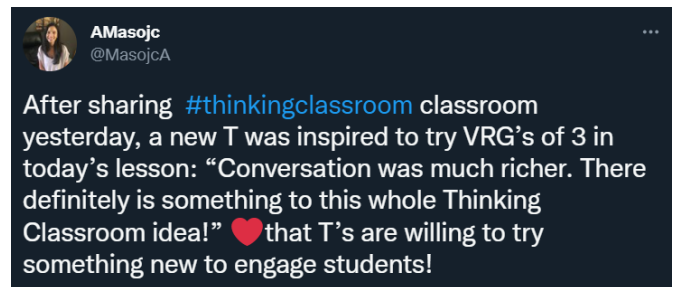 AMasojc
@MasojcA
After sharing #thinkingclassroom classroom
yesterday, a new T was inspired to try VRG’s of 3 in
today’s lesson: “Conversation was much richer. There
definitely is something to this whole Thinking
Classroom idea!” ❤️that T’s are willing to try
something new to engage students!